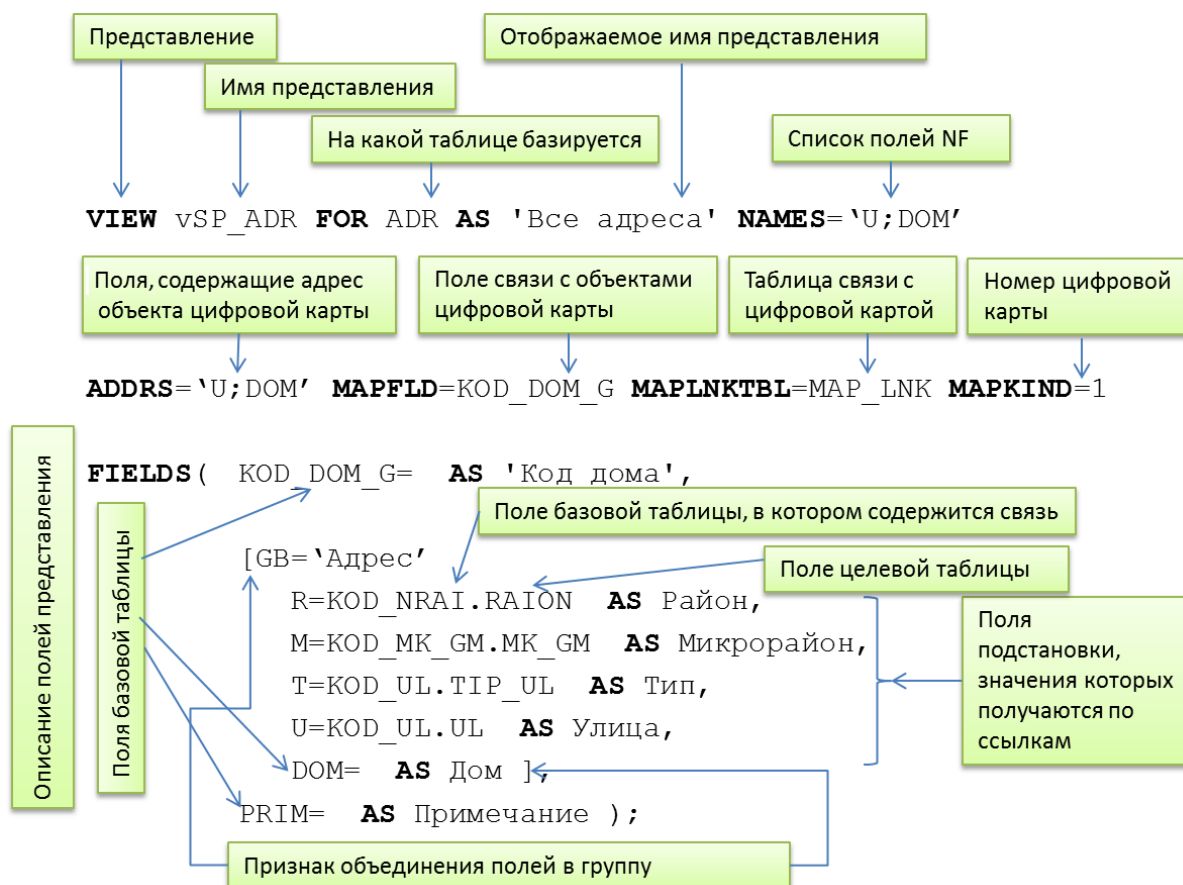 Представление
Отображаемое имя представления
Имя представления
На какой таблице базируется
Список полей NF
VIEW vSP_ADR FOR ADR AS 'Все адреса' NAMES=‘U;DOM’
Поля, содержащие адрес
объекта цифровой карты
Поле связи с объектами
цифровой карты
Таблица связи с
цифровой картой
Номер цифровой
карты
ADDRS=‘U;DOM’ MAPFLD=KOD_DOM_G MAPLNKTBL=MAP_LNK MAPKIND=1
Описание полей представления
Поля базовой таблицы
FIELDS( KOD_DOM_G= AS 'Код дома',
Поле базовой таблицы, в котором содержится связь
[GB=‘Адрес’
Поле целевой таблицы
R=KOD_NRAI.RAION AS Район,
M=KOD_MK_GM.MK_GM AS Микрорайон,
T=KOD_UL.TIP_UL AS Тип,
U=KOD_UL.UL AS Улица,
DOM= AS Дом ],
PRIM= AS Примечание );
Поля
подстановки,
значения которых
получаются по
ссылкам
Признак объединения полей в группу